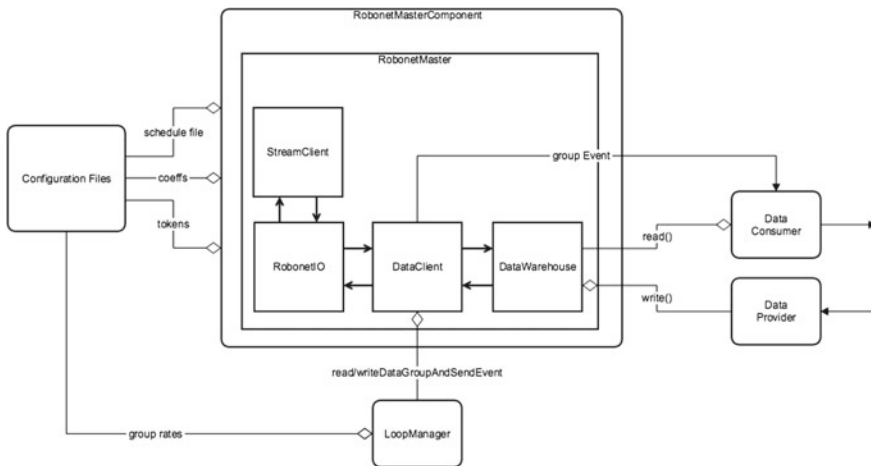 RobonetMasterComponent
RobonetMaster
schedule file
StreamClient
group Event
Configuration Files
coeffs
tokens
Data
Consumer
read()
RobonetIO
DataClient
DataWarehouse
write()
Data
Provider
read/writeDataGroupAndSendEvent
group rates
LoopManager